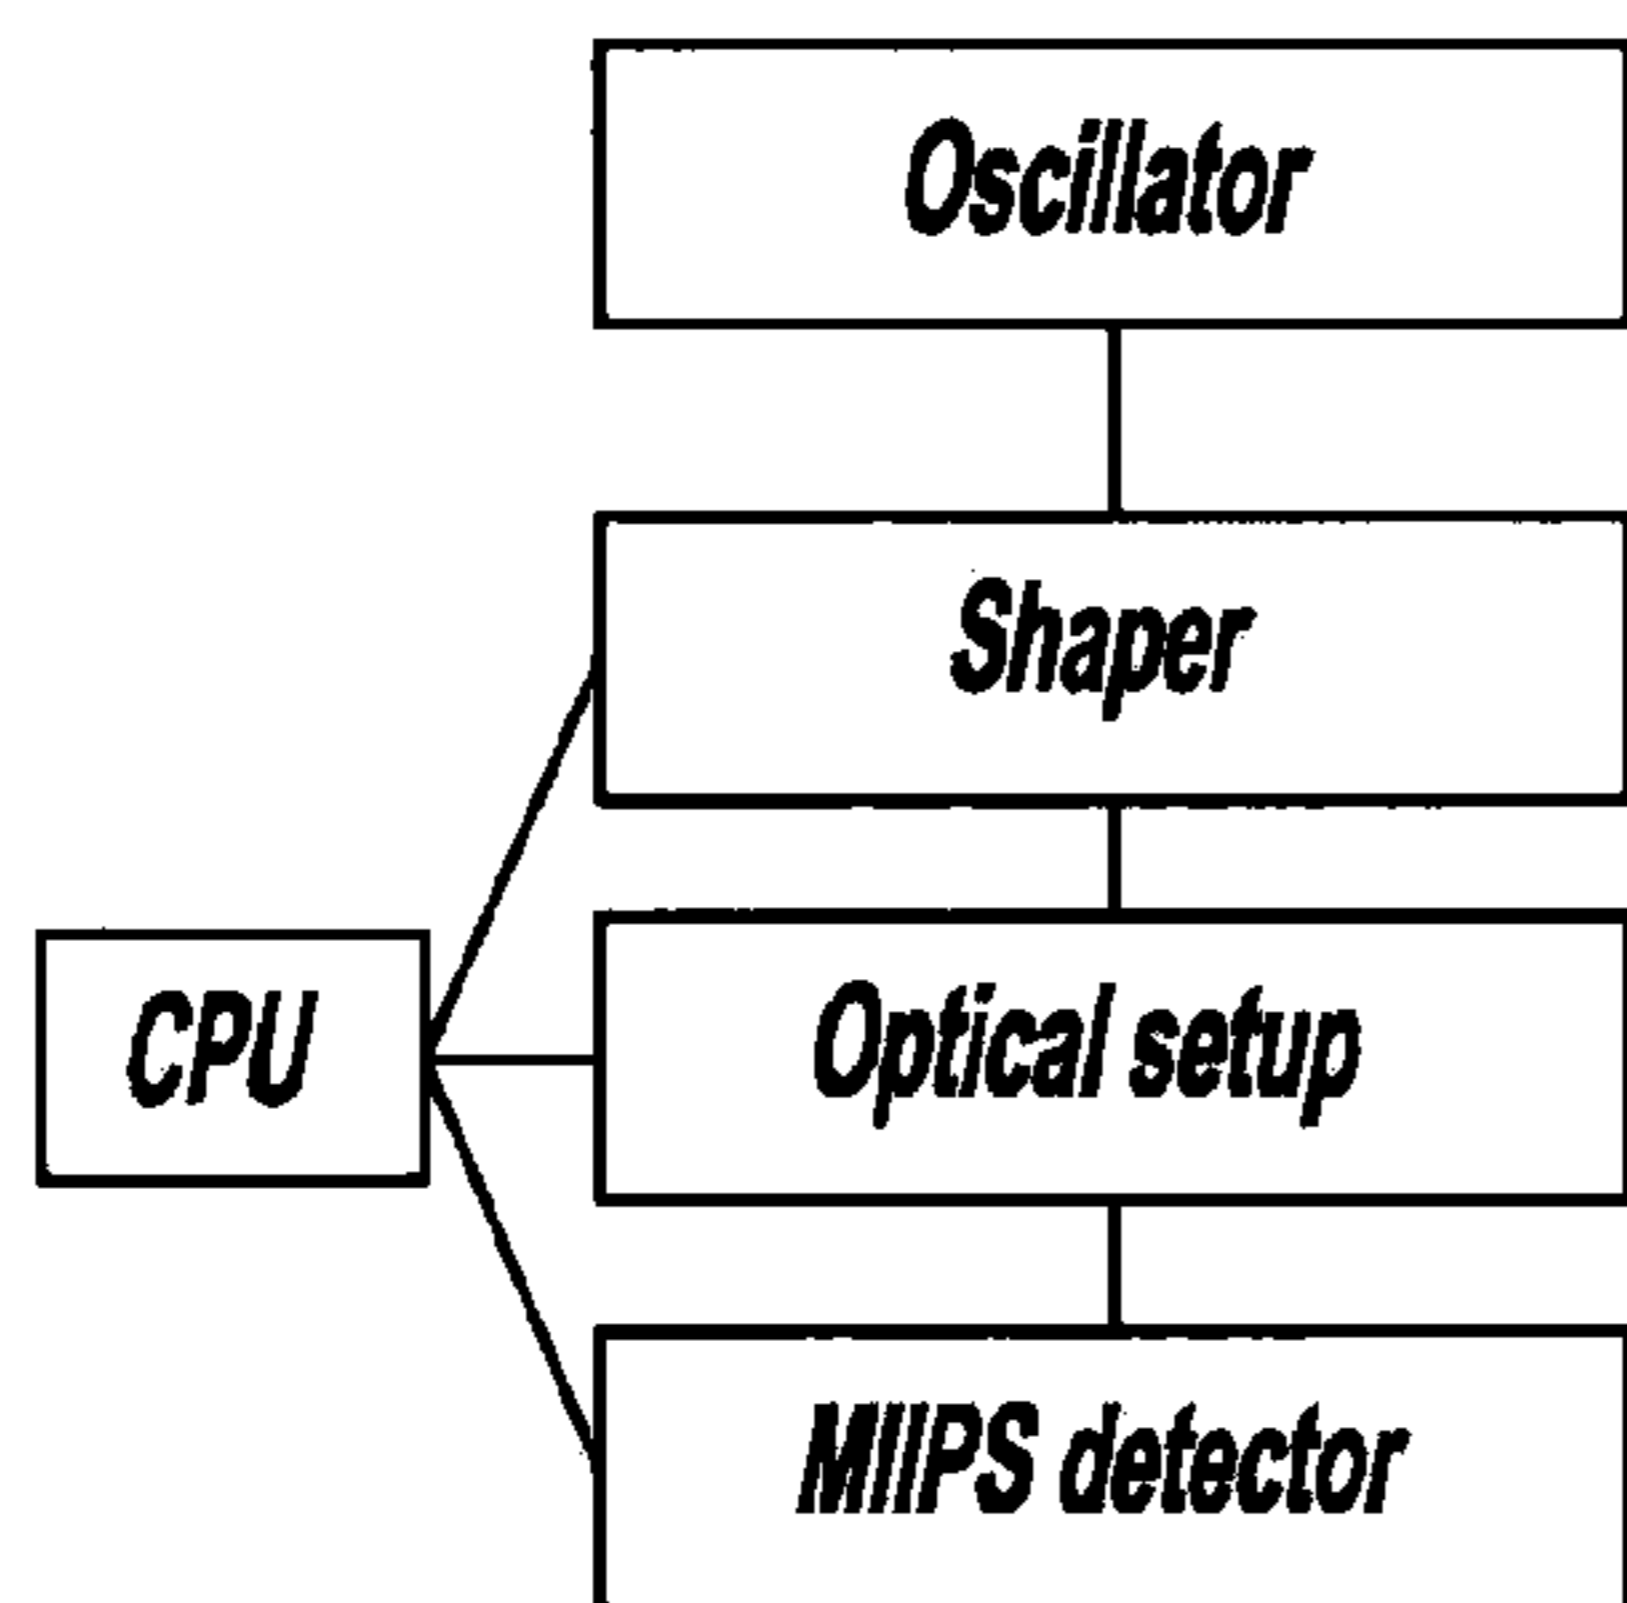 Oscillator
Shaper
CPU
Optical setup
MIIPS detector